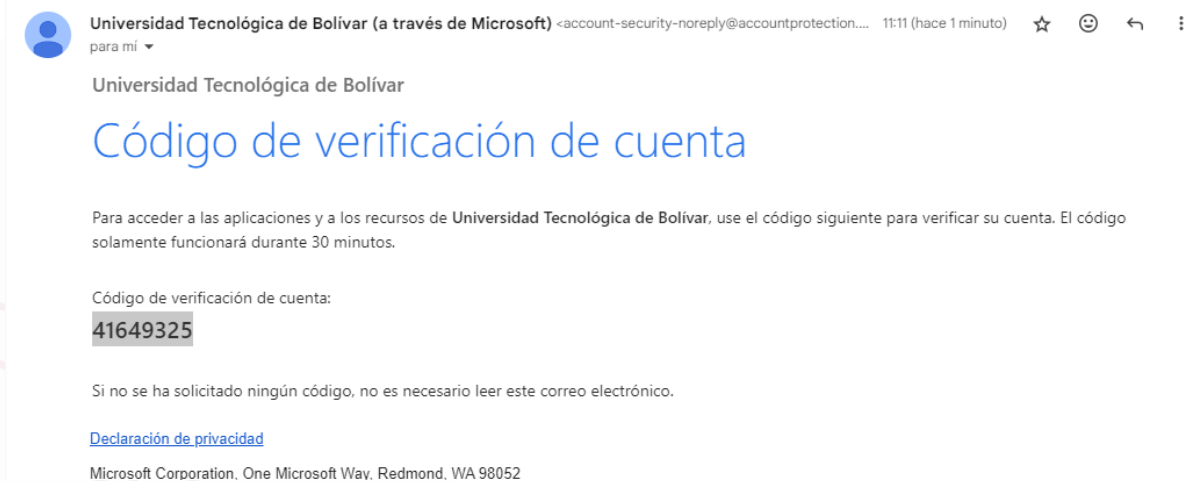 Universidad Tecnológica de Bolívar (a través de Microsoft) <account-security-noreply@accountprotection.... 11:11 (hace 1 minuto)
para mí
Universidad Tecnológica de Bolívar
Código de verificación de cuenta
Para acceder a las aplicaciones y a los recursos de Universidad Tecnológica de Bolívar, use el código siguiente para verificar su cuenta. El código
solamente funcionará durante 30 minutos.
Código de verificación de cuenta:
41649325
Si no se ha solicitado ningún código, no es necesario leer este correo electrónico.
Declaración de privacidad
Microsoft Corporation, One Microsoft Way, Redmond, WA 98052